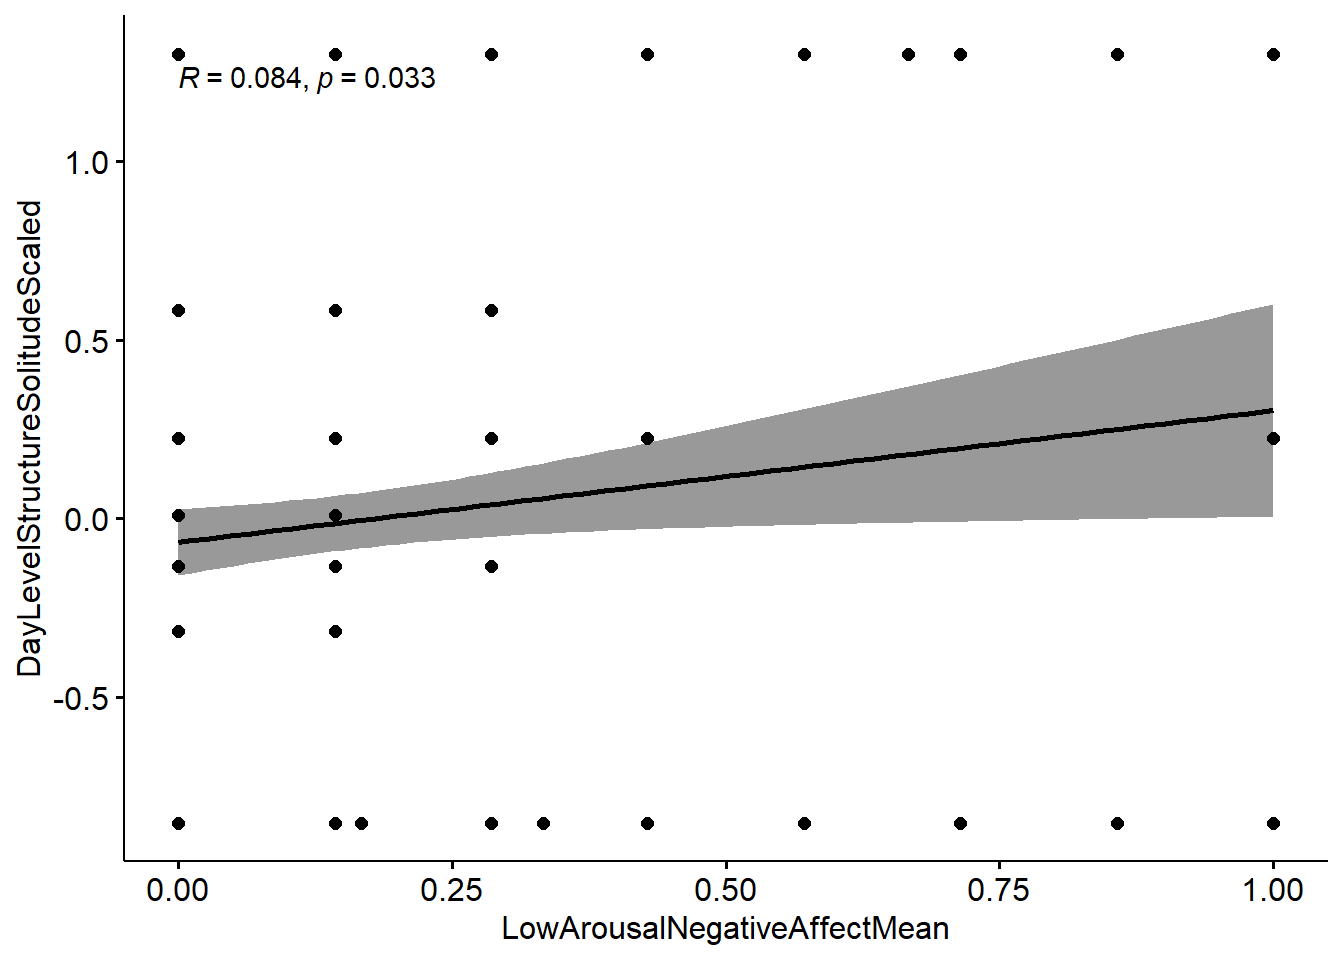 R = 0.084, p = 0.033
1.0
0.5
0.0
-0.5
DayLevelStructureSolitudeScaled
0.00 0.25 0.50 0.75 1.00
LowArousalNegativeAffectMean